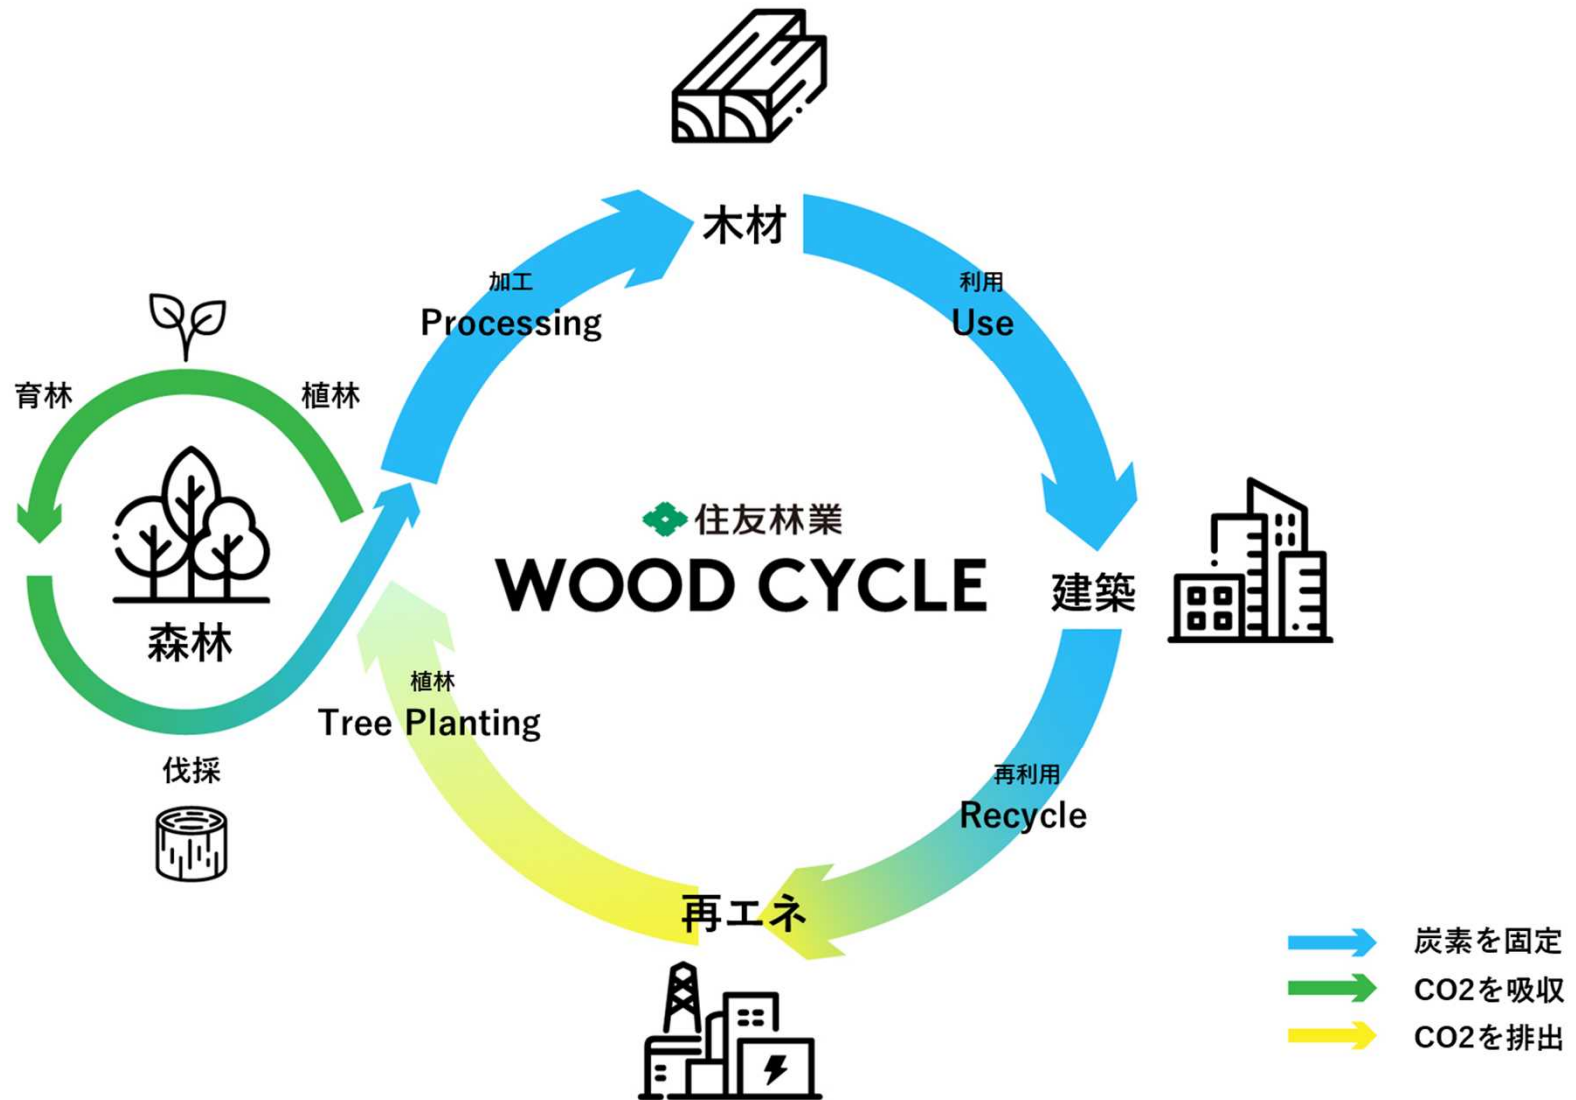 木材
加工
Processing
利用
Use
育林
植林
森林
伐採
住友林業
WOOD CYCLE
建築
植林
Tree Planting
再利用
Recycle
再エネ
炭素を固定
CO2を吸収
CO2を排出